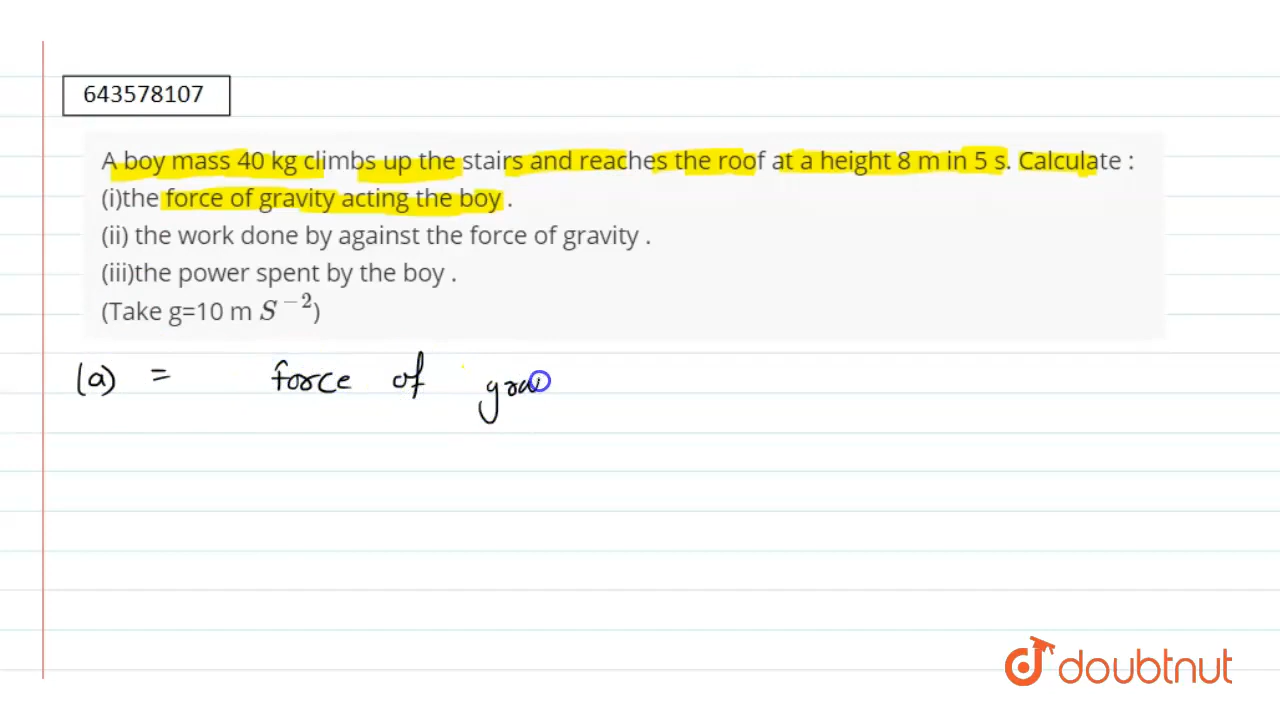 643578107
A boy mass 40 kg climbs up the stairs and reaches the roof at a height 8 m in 5 s. Calculate :
(i)the force of gravity acting the boy .
(ii) the work done by against the force of gravity .
(iii)the power spent by the boy .
(Take g=10 m S⁻²)
(a) = force of gra
doubtnut